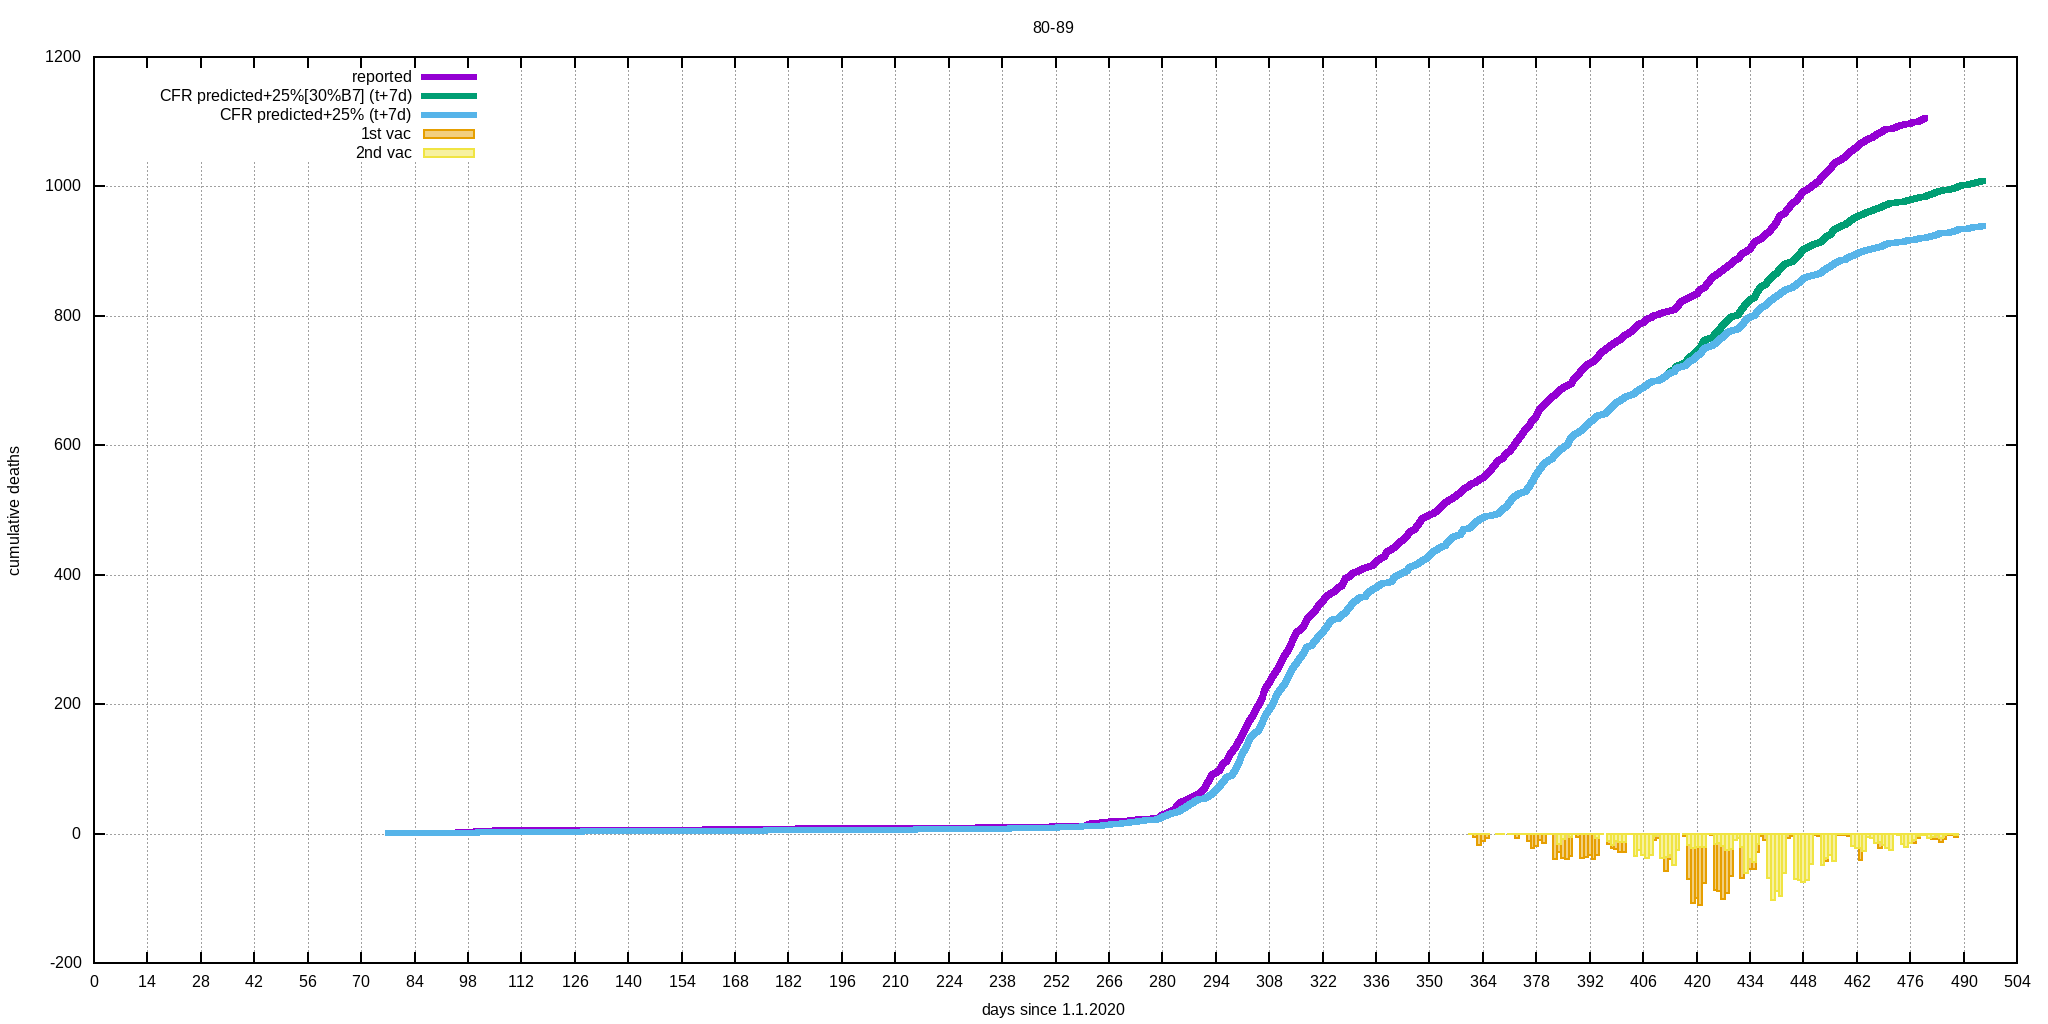 80-89
1200
1000
800
600
400
200
0
-200
cumulative deaths
reported
CFR predicted+25%[30%B7] (t+7d)
CFR predicted+25% (t+7d)
1st vac
2nd vac
0 14 28 42 56 70 84 98 112 126 140 154 168 182 196 210 224 238 252 266 280 294 308 322 336 350 364 378 392 406 420 434 448 462 476 490 504
days since 1.1.2020